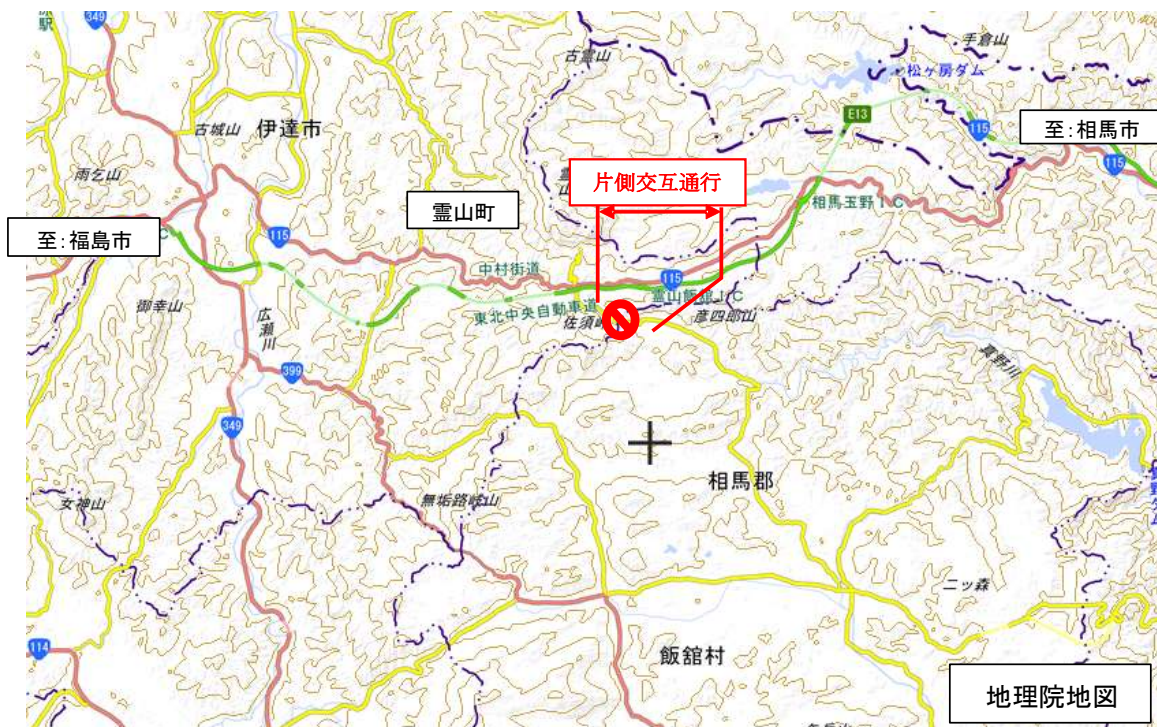 349
手倉山
古霊山
松ヶ房ダム
E13
古城山
伊達市
115
至：相馬市
115
雨乞山
片側交互通行
霊山町
相馬玉野IC
至：福島市
115
中村街道
115
霊山飯舘IC
御幸山
東北中央自動車道
佐須峠
彦四郎山
広瀬川
真野川
399
349
相馬郡
女神山
無垢路岐山
二ッ森
114
飯舘村
地理院地図